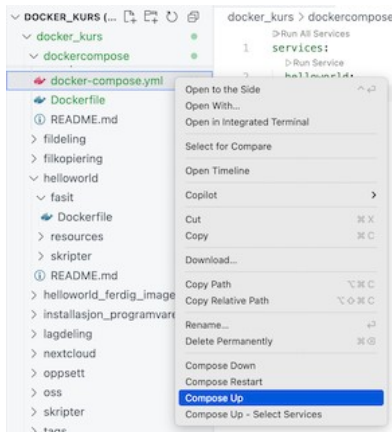 DOCKER_KURS (...
docker_kurs
dockercompose
docker-compose.yml
Dockerfile
README.md
fildeling
filkopiering
helloworld
fasit
Dockerfile
resources
skripter
README.md
helloworld_ferdig_image
installasjon_programvare
lagdeling
nextcloud
oppsett
oss
skripter
tags
docker_kurs > dockercompose
Run All Services
1 services:
Run Service
helloworld:
Open to the Side
Open With...
Open in Integrated Terminal
Select for Compare
Open Timeline
Copilot
Cut ⌘ X
Copy ⌘ C
Download...
Copy Path ⌥ ⌘ C
Copy Relative Path ⌥ ⇧ ⌘ C
Rename...
Delete Permanently ⌘ ⌫
Compose Down
Compose Restart
Compose Up
Compose Up - Select Services